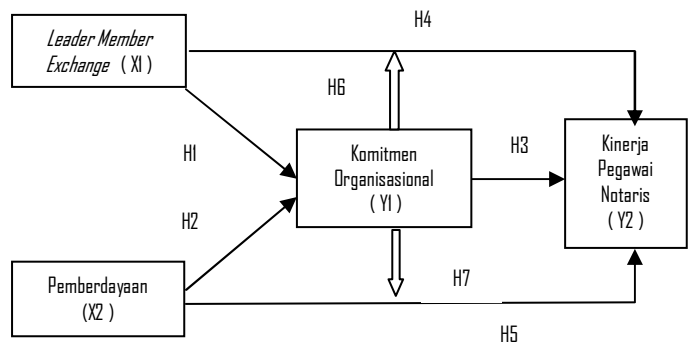 H4
Leader Member
Exchange ( X1 )
H6
H1
Komitmen
Organisasional
( Y1 )
H3
Kinerja
Pegawai
Notaris
( Y2 )
H2
Pemberdayaan
(X2 )
H7
H5